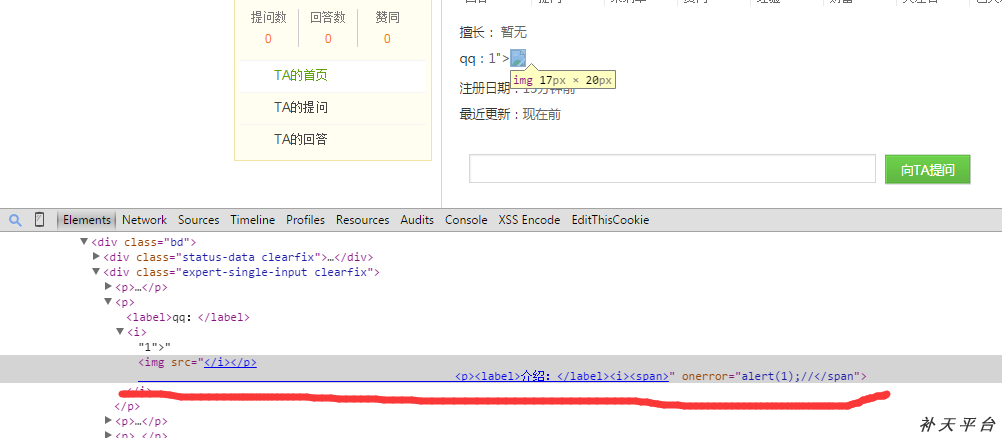 提问数 回答数 赞同
0 0 0
TA的首页
TA的提问
TA的回答
擅长： 暂无
qq：1">
img 17px × 20px
注册日期：15分钟前
最近更新：现在前
向TA提问
Elements Network Sources Timeline Profiles Resources Audits Console XSS Encode EditThisCookie
▼<div class="bd">
▶<div class="status-data clearfix">…</div>
▼<div class="expert-single-input clearfix">
▶<p>…</p>
▼<p>
<label>qq：</label>
▼<i>
"1">"
<img src="</i></p>
<p><label>介绍：</label><i><span>" onerror="alert(1);//</span">
</i>
</p>
▶<p>…</p>
▶<p>…</p>
补天平台